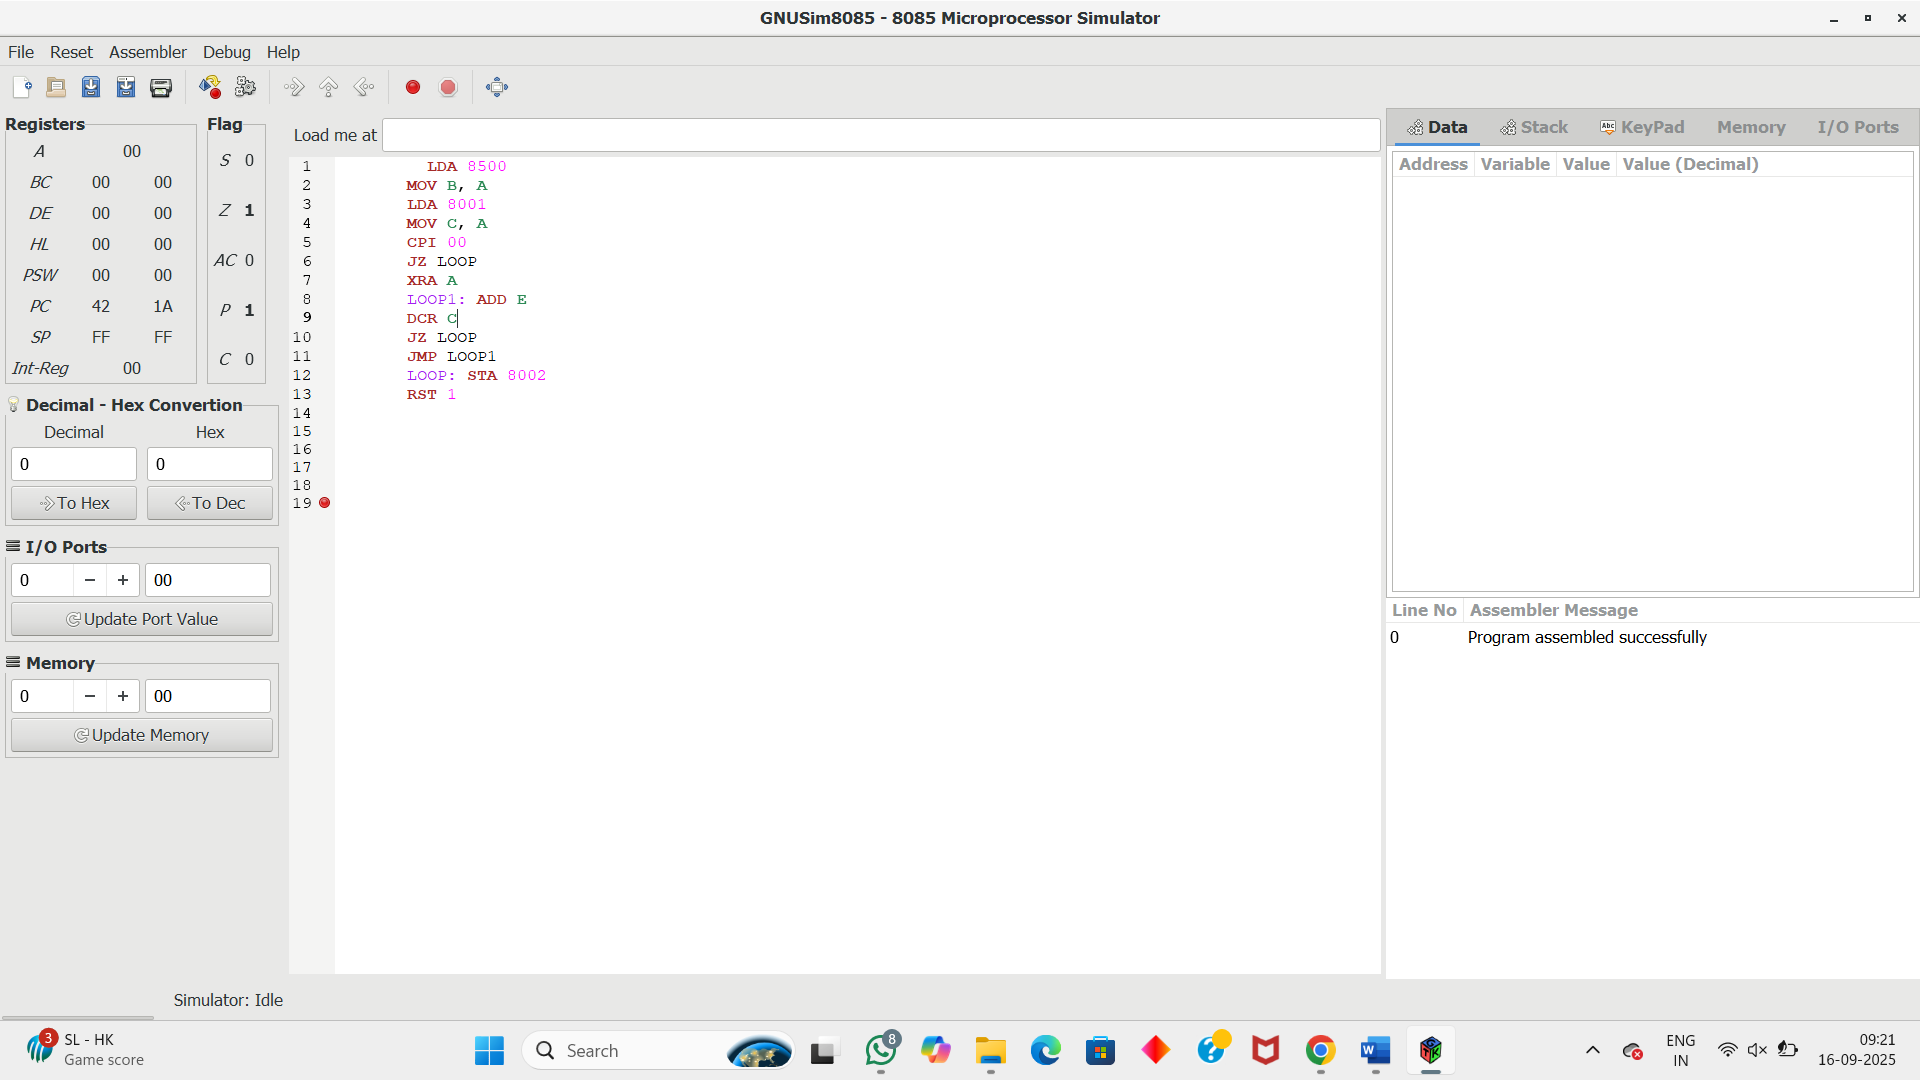 GNUSim8085 - 8085 Microprocessor Simulator
File Reset Assembler Debug Help
Registers
A 00
BC 00 00
DE 00 00
HL 00 00
PSW 00 00
PC 42 1A
SP FF FF
Int-Reg 00
Flag
S 0
Z 1
AC 0
P 1
C 0
Decimal - Hex Convertion
Decimal Hex
0 0
To Hex To Dec
I/O Ports
0 − + 00
Update Port Value
Memory
0 − + 00
Update Memory
Load me at
1 LDA 8500
2 MOV B, A
3 LDA 8001
4 MOV C, A
5 CPI 00
6 JZ LOOP
7 XRA A
8 LOOP1: ADD E
9 DCR C
10 JZ LOOP
11 JMP LOOP1
12 LOOP: STA 8002
13 RST 1
14
15
16
17
18
19
Data Stack Abc KeyPad Memory I/O Ports
Address Variable Value Value (Decimal)
Line No Assembler Message
0 Program assembled successfully
Simulator: Idle
3 SL - HK
Game score
Search
8
W
ENG
IN
09:21
16-09-2025